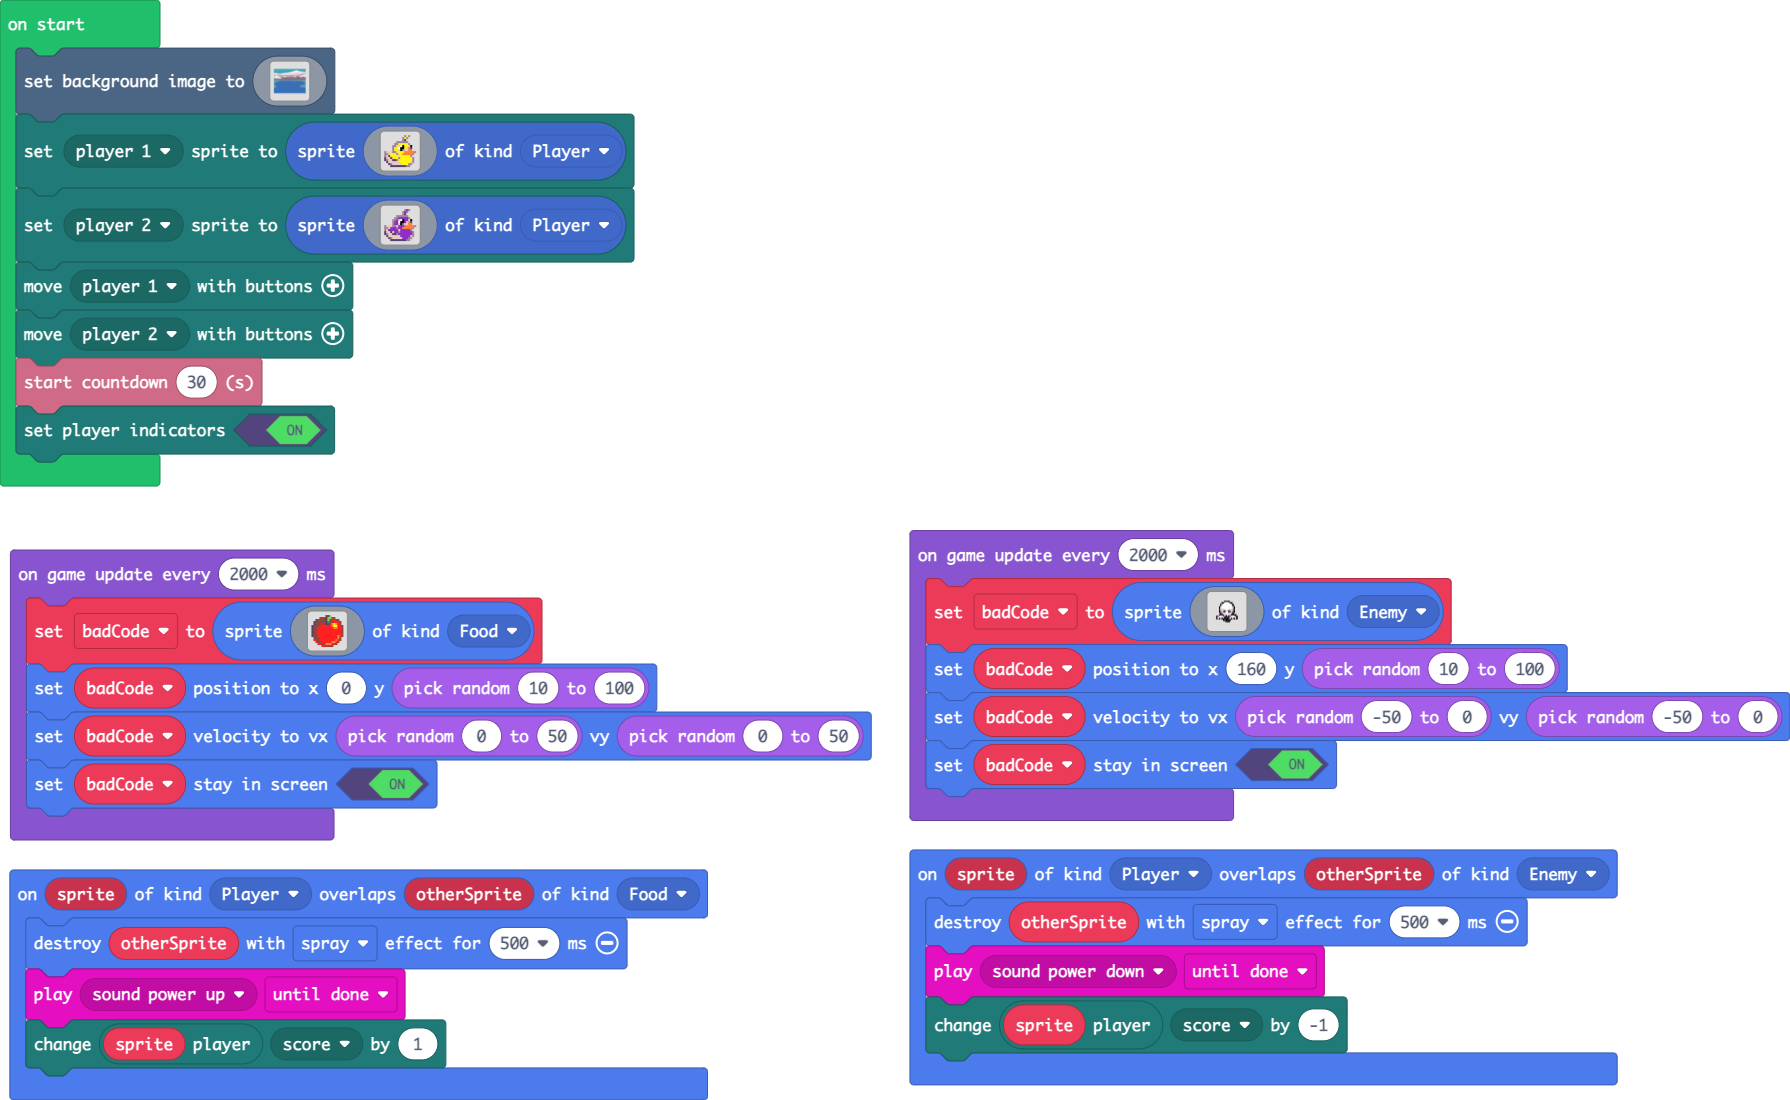 on start
set background image to
set player 1 sprite to sprite of kind Player
set player 2 sprite to sprite of kind Player
move player 1 with buttons
move player 2 with buttons
start countdown 30 (s)
set player indicators ON
on game update every 2000 ms
set badCode to sprite of kind Food
set badCode position to x 0 y pick random 10 to 100
set badCode velocity to vx pick random 0 to 50 vy pick random 0 to 50
set badCode stay in screen ON
on game update every 2000 ms
set badCode to sprite of kind Enemy
set badCode position to x 160 y pick random 10 to 100
set badCode velocity to vx pick random -50 to 0 vy pick random -50 to 0
set badCode stay in screen ON
on sprite of kind Player overlaps otherSprite of kind Food
destroy otherSprite with spray effect for 500 ms
play sound power up until done
change sprite player score by 1
on sprite of kind Player overlaps otherSprite of kind Enemy
destroy otherSprite with spray effect for 500 ms
play sound power down until done
change sprite player score by -1